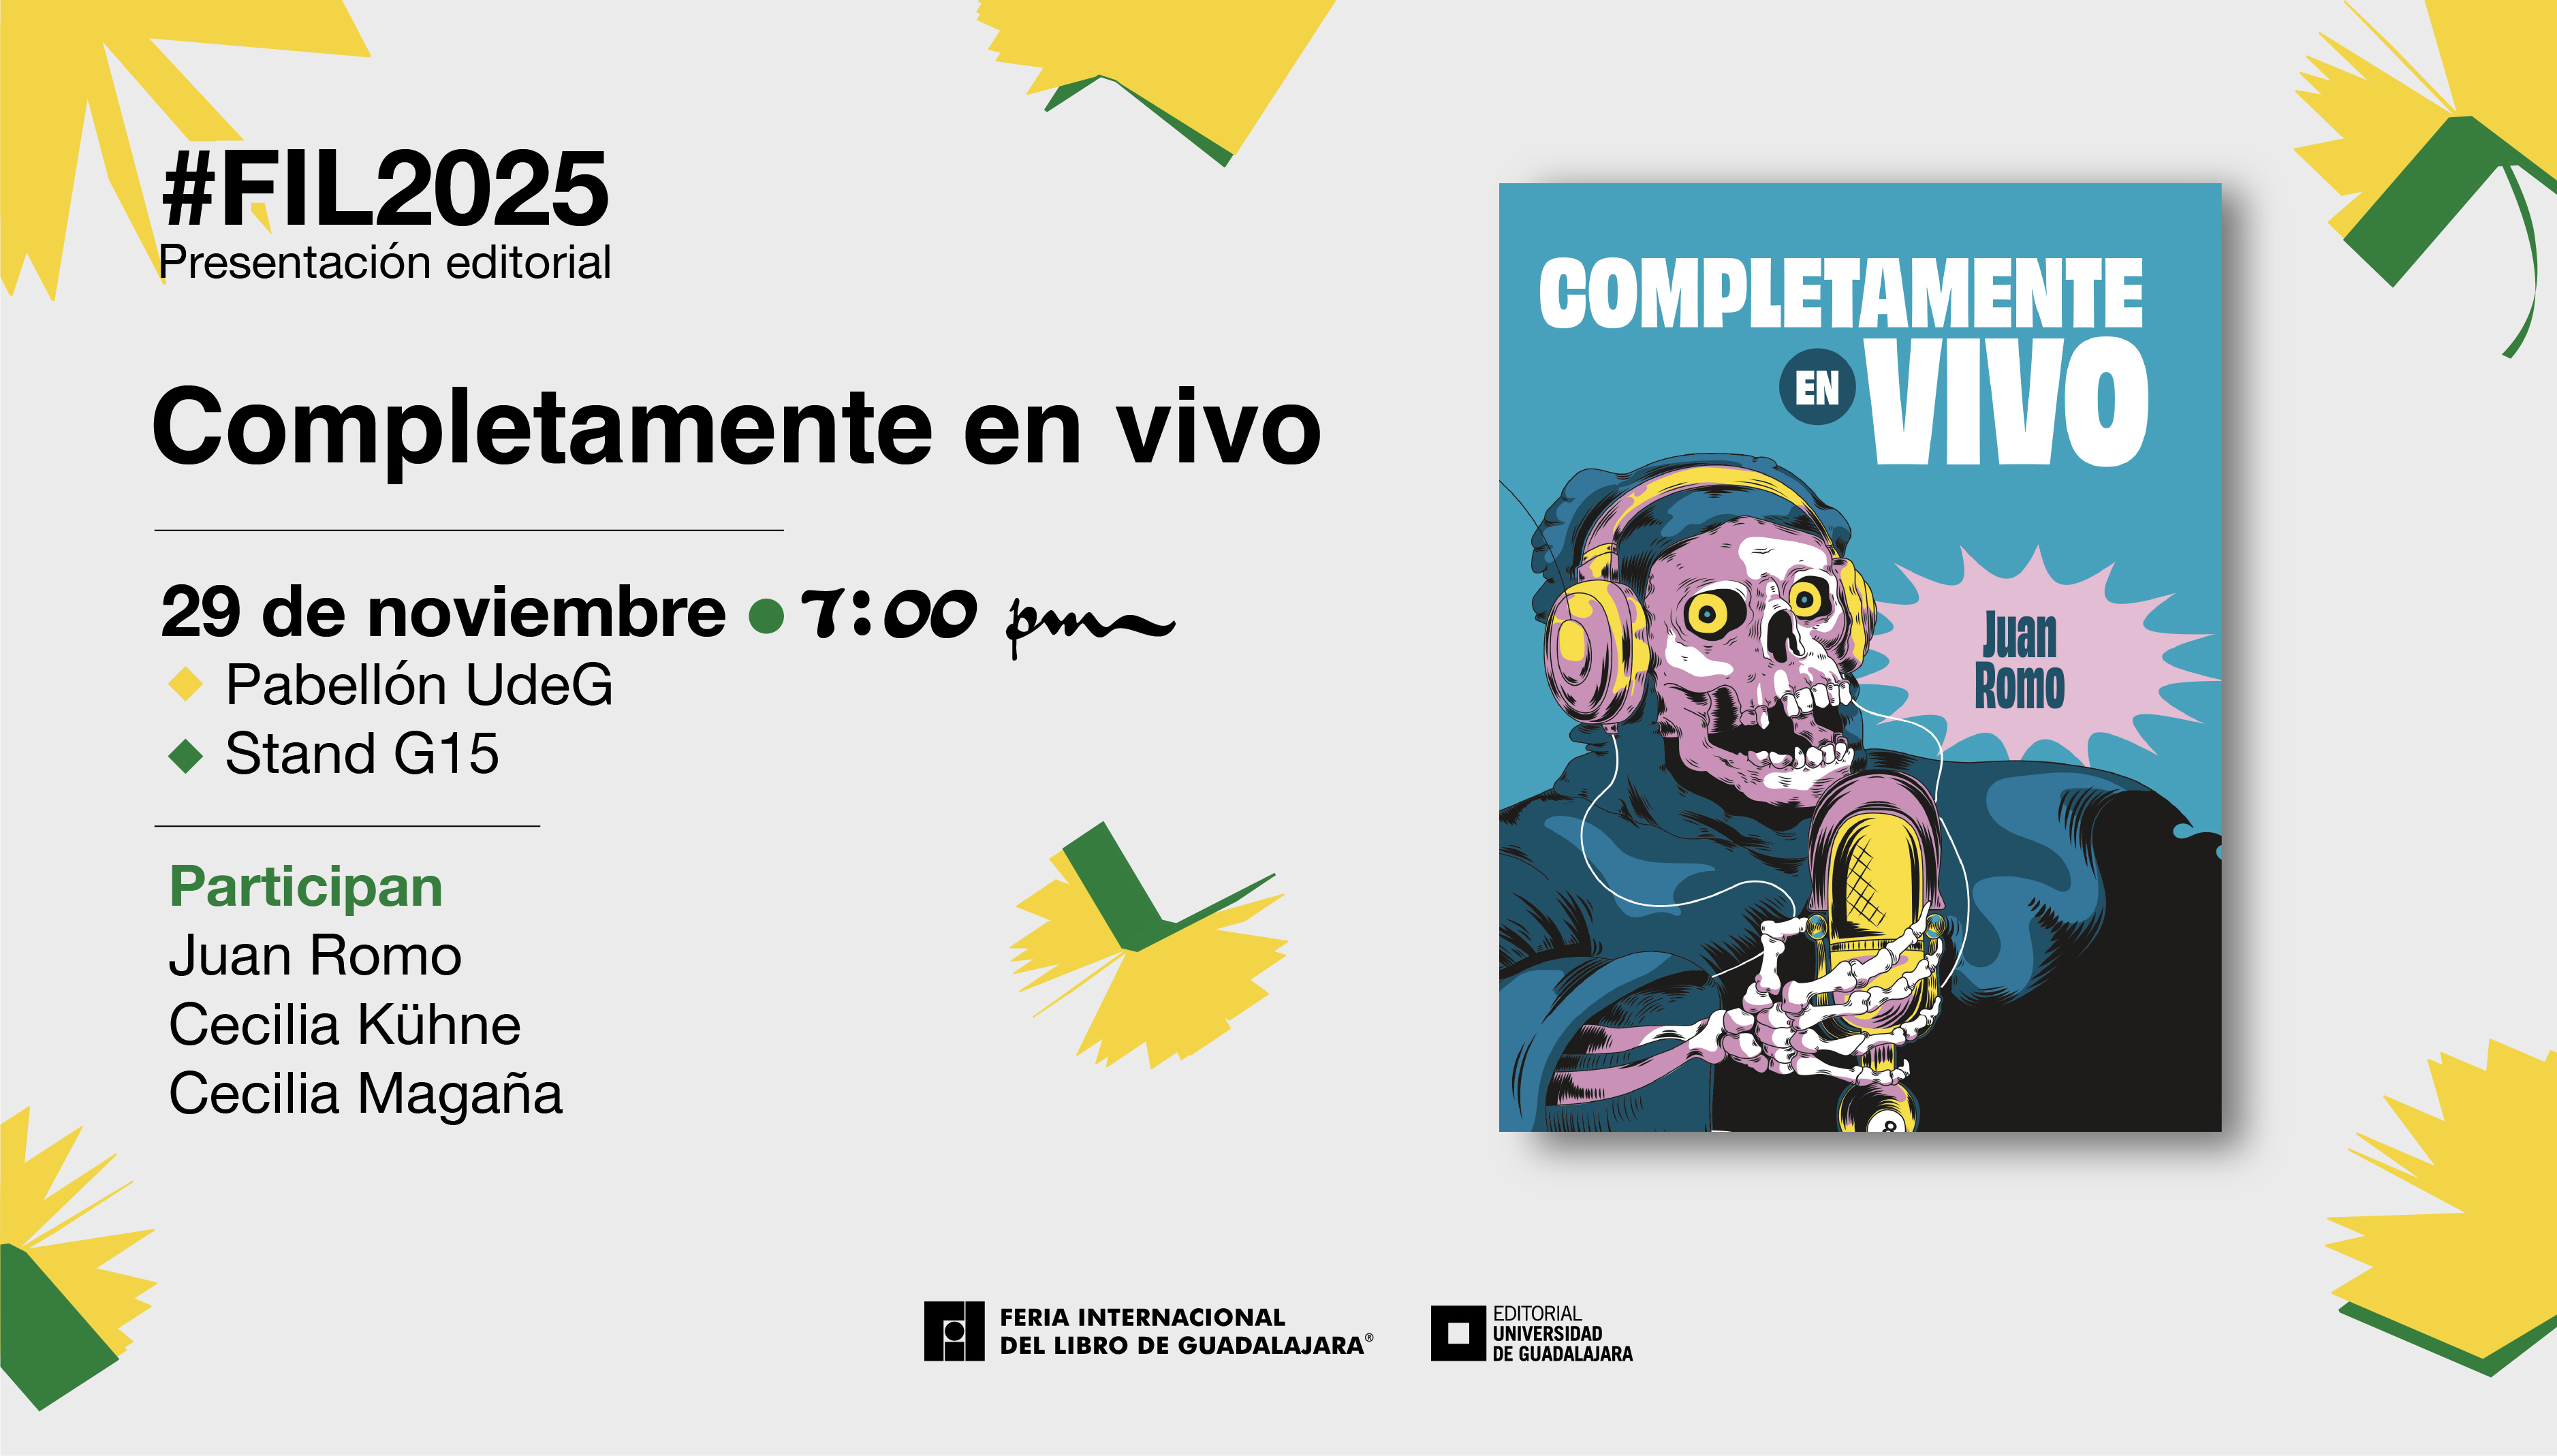 #FIL2025
Presentación editorial
Completamente en vivo
29 de noviembre • 7:00 pm
Pabellón UdeG
Stand G15
Participan
Juan Romo
Cecilia Kühne
Cecilia Magaña
COMPLETAMENTE
EN VIVO
Juan
Romo
8
FERIA INTERNACIONAL
DEL LIBRO DE GUADALAJARA®
EDITORIAL
UNIVERSIDAD
DE GUADALAJARA